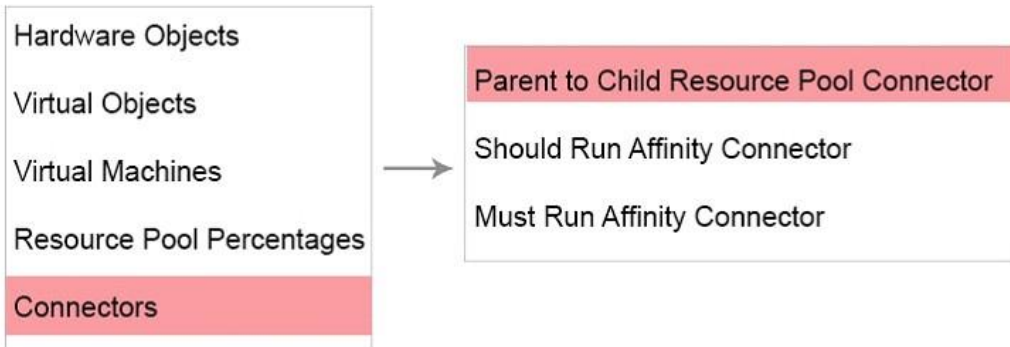 Hardware Objects
Virtual Objects
Virtual Machines
Resource Pool Percentages
Connectors
Parent to Child Resource Pool Connector
Should Run Affinity Connector
Must Run Affinity Connector